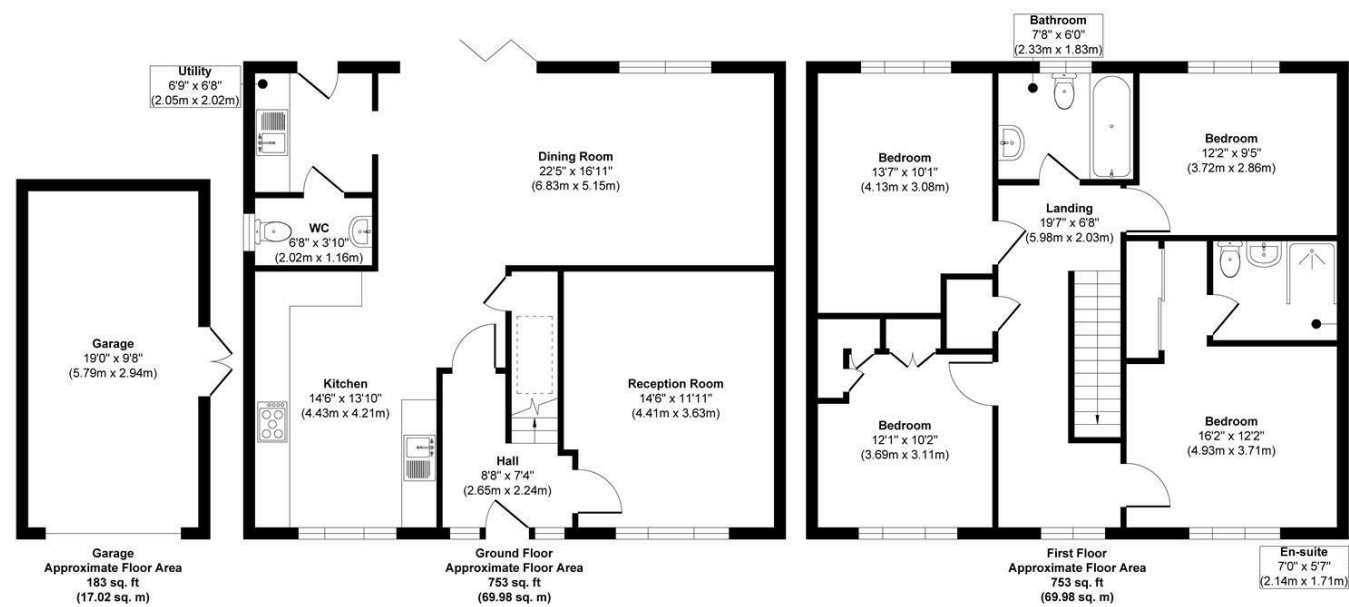 Utility
6'9" x 6'8"
(2.05m x 2.02m)
Dining Room
22'5" x 16'11"
(6.83m x 5.15m)
WC
6'8" x 3'10"
(2.02m x 1.16m)
Garage
19'0" x 9'8"
(5.79m x 2.94m)
Kitchen
14'6" x 13'10"
(4.43m x 4.21m)
Reception Room
14'6" x 11'11"
(4.41m x 3.63m)
Hall
8'8" x 7'4"
(2.65m x 2.24m)
Garage
Approximate Floor Area
183 sq. ft
(17.02 sq. m)
Ground Floor
Approximate Floor Area
753 sq. ft
(69.98 sq. m)
Bathroom
7'8" x 6'0"
(2.33m x 1.83m)
Bedroom
13'7" x 10'1"
(4.13m x 3.08m)
Bedroom
12'2" x 9'5"
(3.72m x 2.86m)
Landing
19'7" x 6'8"
(5.98m x 2.03m)
Bedroom
12'1" x 10'2"
(3.69m x 3.11m)
Bedroom
16'2" x 12'2"
(4.93m x 3.71m)
First Floor
Approximate Floor Area
753 sq. ft
(69.98 sq. m)
En-suite
7'0" x 5'7"
(2.14m x 1.71m)